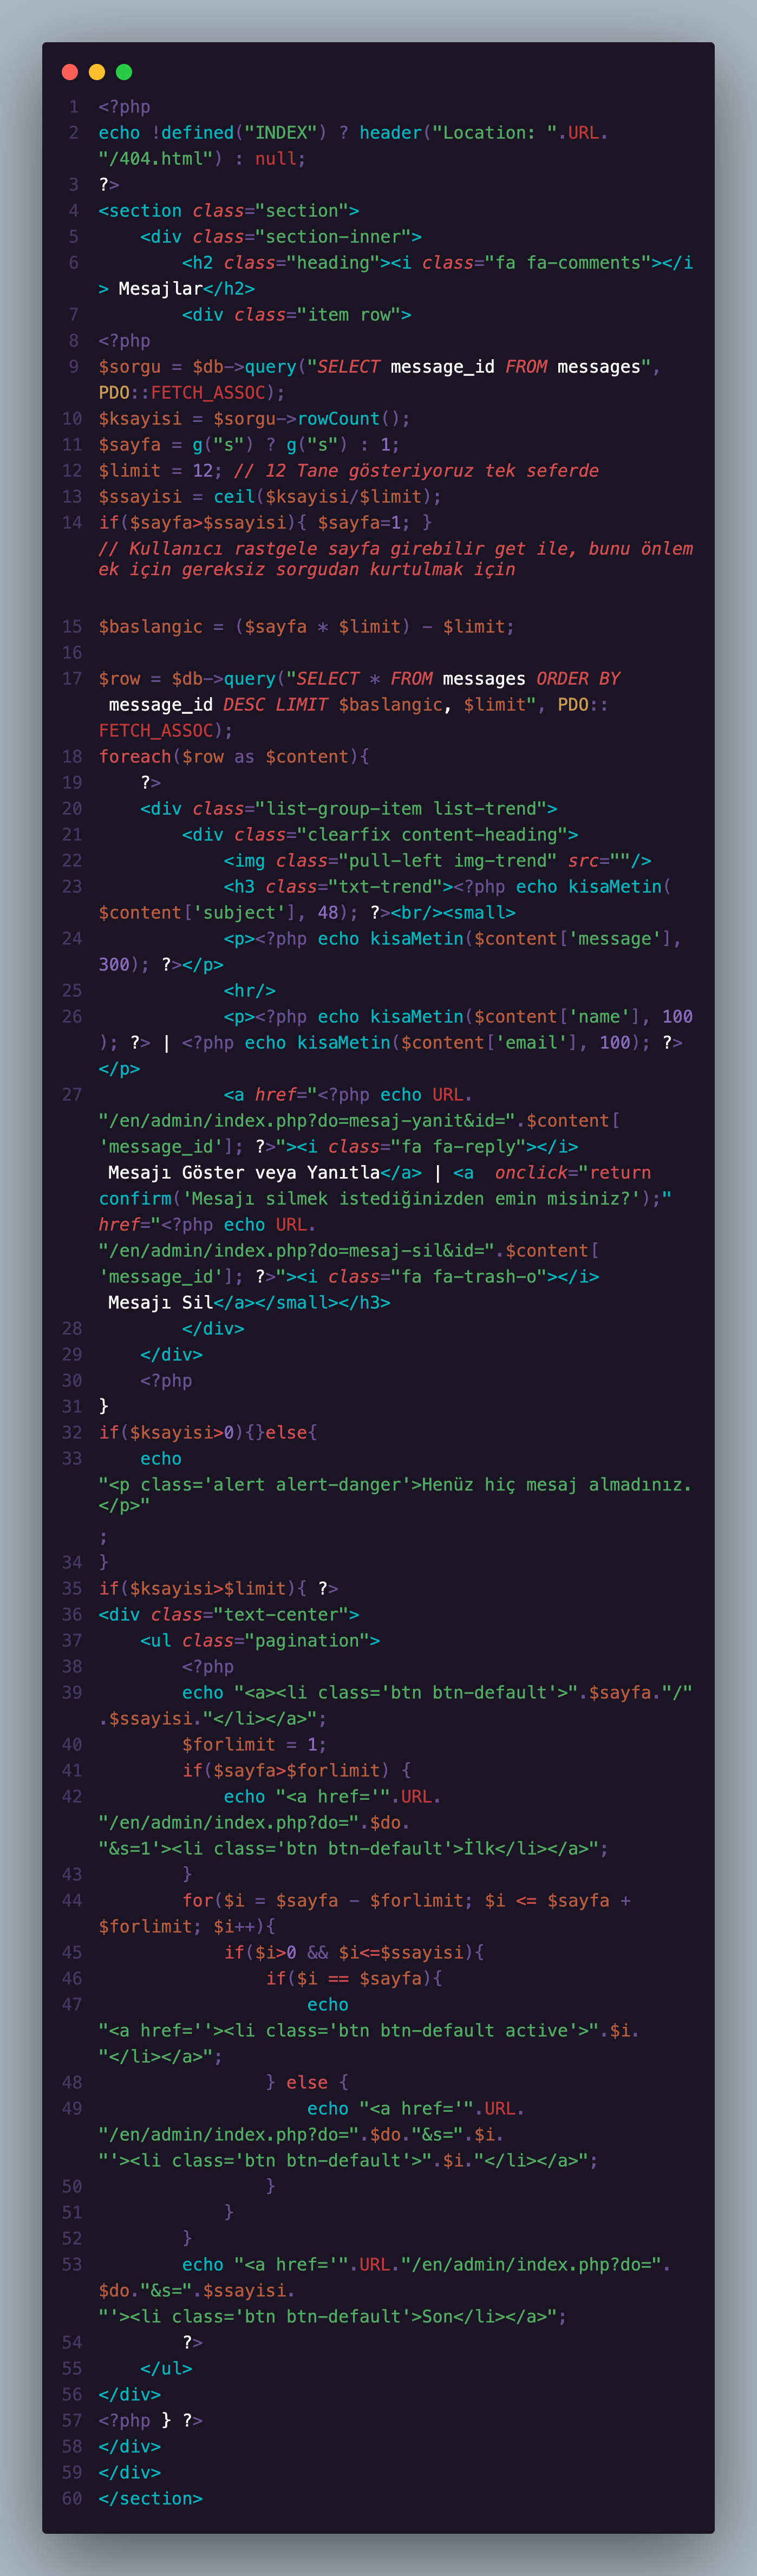 1 <?php
2 echo !defined("INDEX") ? header("Location: ".URL.
"/404.html") : null;
3 ?>
4 <section class="section">
5     <div class="section-inner">
6         <h2 class="heading"><i class="fa fa-comments"></i
> Mesajlar</h2>
7         <div class="item row">
8 <?php
9 $sorgu = $db->query("SELECT message_id FROM messages",
PDO::FETCH_ASSOC);
10 $ksayisi = $sorgu->rowCount();
11 $sayfa = g("s") ? g("s") : 1;
12 $limit = 12; // 12 Tane gösteriyoruz tek seferde
13 $ssayisi = ceil($ksayisi/$limit);
14 if($sayfa>$ssayisi){ $sayfa=1; }
// Kullanıcı rastgele sayfa girebilir get ile, bunu önlem
ek için gereksiz sorgudan kurtulmak için
15 $baslangic = ($sayfa * $limit) - $limit;
16
17 $row = $db->query("SELECT * FROM messages ORDER BY
 message_id DESC LIMIT $baslangic, $limit", PDO::
FETCH_ASSOC);
18 foreach($row as $content){
19     ?>
20     <div class="list-group-item list-trend">
21         <div class="clearfix content-heading">
22             <img class="pull-left img-trend" src=""/>
23             <h3 class="txt-trend"><?php echo kisaMetin(
$content['subject'], 48); ?><br/><small>
24             <p><?php echo kisaMetin($content['message'],
300); ?></p>
25             <hr/>
26             <p><?php echo kisaMetin($content['name'], 100
); ?> | <?php echo kisaMetin($content['email'], 100); ?>
</p>
27             <a href="<?php echo URL.
"/en/admin/index.php?do=mesaj-yanit&id=".$content[
'message_id']; ?>"><i class="fa fa-reply"></i>
 Mesajı Göster veya Yanıtla</a> | <a  onclick="return
confirm('Mesajı silmek istediğinizden emin misiniz?');"
href="<?php echo URL.
"/en/admin/index.php?do=mesaj-sil&id=".$content[
'message_id']; ?>"><i class="fa fa-trash-o"></i>
 Mesajı Sil</a></small></h3>
28         </div>
29     </div>
30     <?php
31 }
32 if($ksayisi>0){}else{
33     echo
"<p class='alert alert-danger'>Henüz hiç mesaj almadınız.
</p>"
;
34 }
35 if($ksayisi>$limit){ ?>
36 <div class="text-center">
37     <ul class="pagination">
38         <?php
39         echo "<a><li class='btn btn-default'>".$sayfa."/"
.$ssayisi."</li></a>";
40         $forlimit = 1;
41         if($sayfa>$forlimit) {
42             echo "<a href='".URL.
"/en/admin/index.php?do=".$do.
"&s=1'><li class='btn btn-default'>İlk</li></a>";
43         }
44         for($i = $sayfa - $forlimit; $i <= $sayfa +
$forlimit; $i++){
45             if($i>0 && $i<=$ssayisi){
46                 if($i == $sayfa){
47                     echo
"<a href=''><li class='btn btn-default active'>".$i.
"</li></a>";
48                 } else {
49                     echo "<a href='".URL.
"/en/admin/index.php?do=".$do."&s=".$i.
"'><li class='btn btn-default'>".$i."</li></a>";
50                 }
51             }
52         }
53         echo "<a href='".URL."/en/admin/index.php?do=".
$do."&s=".$ssayisi.
"'><li class='btn btn-default'>Son</li></a>";
54         ?>
55     </ul>
56 </div>
57 <?php } ?>
58 </div>
59 </div>
60 </section>